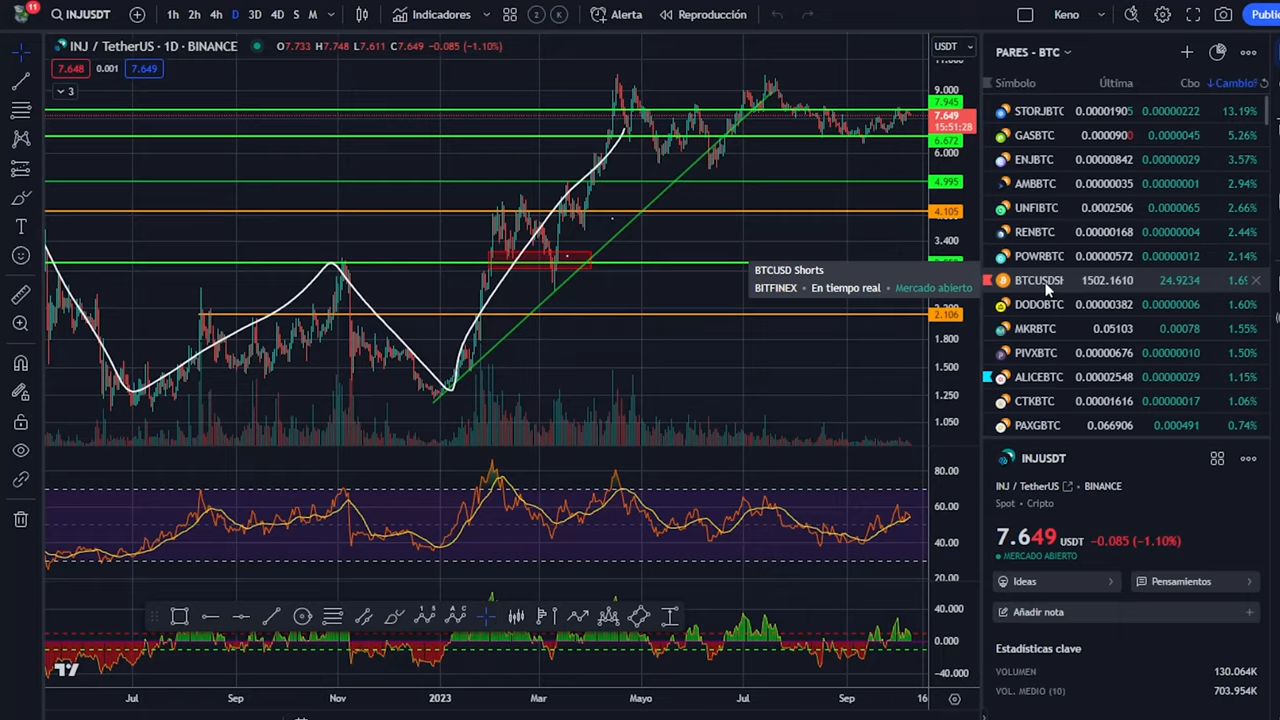 11
INJUSDT
1h 2h 4h D 3D 4D S M
Indicadores
2 K
Alerta
Reproducción
Keno
Public
INJ / TetherUS · 1D · BINANCE
O7.733 H7.748 L7.611 C7.649 -0.085 (-1.10%)
7.648 0.001 7.649
3
USDT
9.000
7.945
7.649
15:51:28
6.672
6.000
4.995
4.105
3.400
2.106
1.800
1.500
1.250
1.050
80.00
60.00
40.00
20.00
40.000
0.000
-40.000
Jul Sep Nov 2023 Mar Mayo Jul Sep 16
BTCUSD Shorts
BITFINEX • En tiempo real • Mercado abierto
PARES - BTC
Símbolo Última Cbo Cambio
STORJBTC 0.00001905 0.00000222 13.19%
GASBTC 0.0000900 0.0000045 5.26%
ENJBTC 0.00000842 0.00000029 3.57%
AMBBTC 0.00000035 0.00000001 2.94%
UNFIBTC 0.0002506 0.0000065 2.66%
RENBTC 0.00000168 0.00000004 2.44%
POWRBTC 0.00000572 0.00000012 2.14%
BTCUSDSH 1502.1610 24.9234 1.69
DODOBTC 0.00000382 0.00000006 1.60%
MKRBTC 0.05103 0.00078 1.55%
PIVXBTC 0.00000676 0.00000010 1.50%
ALICEBTC 0.00002548 0.00000029 1.15%
CTKBTC 0.00001616 0.00000017 1.06%
PAXGBTC 0.066906 0.000491 0.74%
INJUSDT
INJ / TetherUS • BINANCE
Spot • Cripto
7.649 USDT -0.085 (-1.10%)
MERCADO ABIERTO
Ideas
Pensamientos
Añadir nota
Estadísticas clave
VOLUMEN 130.064K
VOL. MEDIO (10) 703.954K